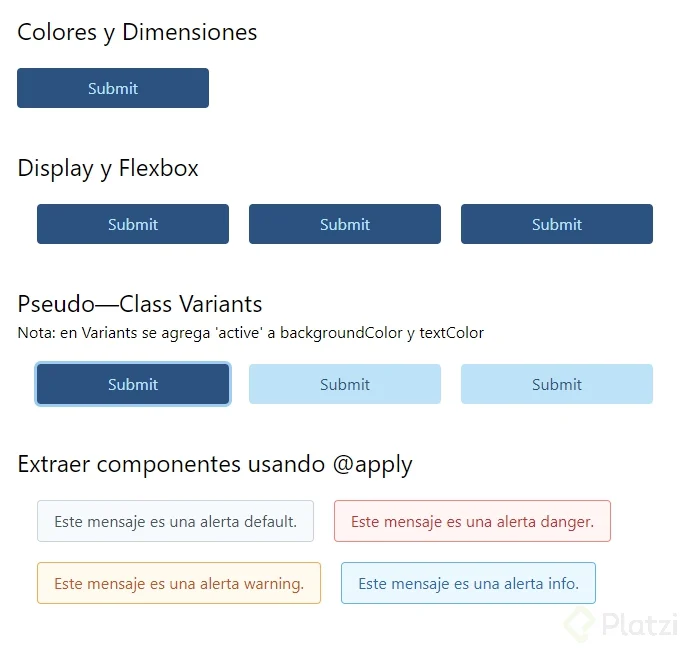 Colores y Dimensiones
Submit
Display y Flexbox
Submit Submit Submit
Pseudo—Class Variants
Nota: en Variants se agrega 'active' a backgroundColor y textColor
Submit Submit Submit
Extraer componentes usando @apply
Este mensaje es una alerta default. Este mensaje es una alerta danger.
Este mensaje es una alerta warning. Este mensaje es una alerta info.
Platzi